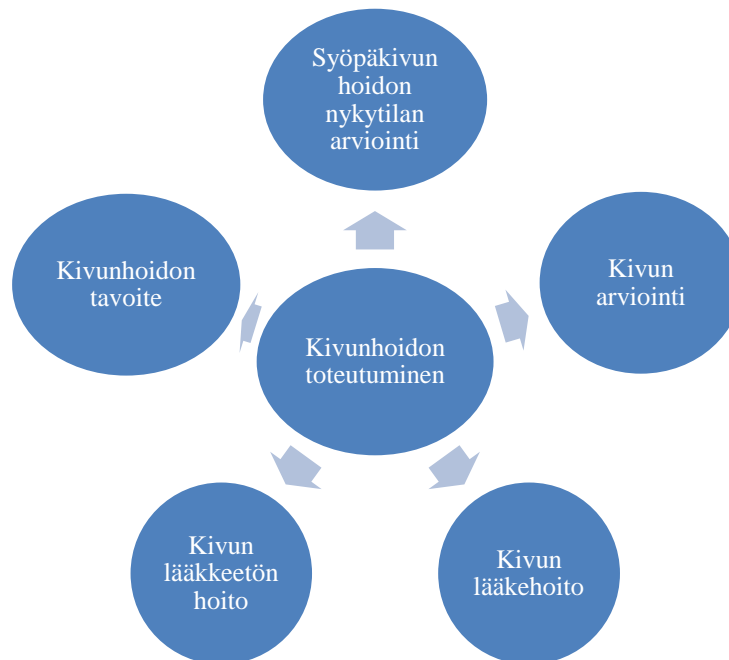 Syöpäkivun
hoidon
nykytilan
arviointi
Kivunhoidon
tavoite
Kivun
arviointi
Kivunhoidon
toteutuminen
Kivun
lääkkeetön
hoito
Kivun
lääkehoito